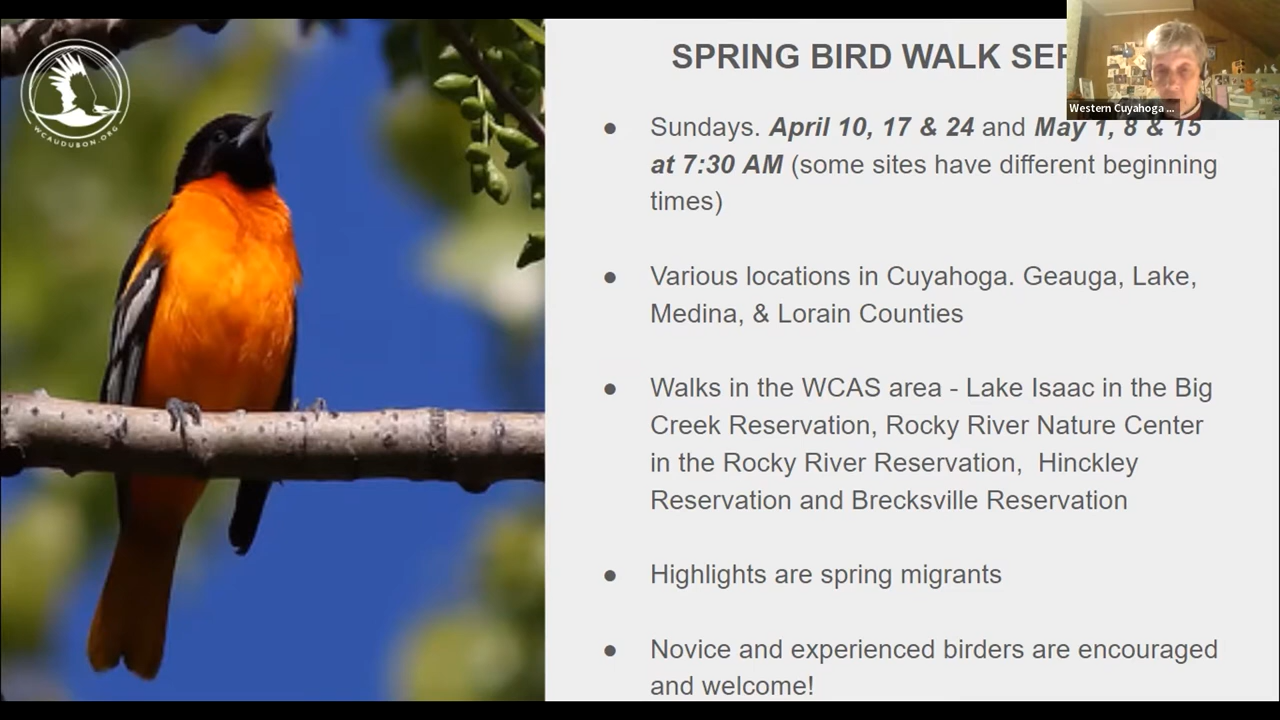 WCAUDUBON.ORG
SPRING BIRD WALK
Western Cuyahoga ...
● Sundays. April 10, 17 & 24 and May 1, 8 & 15
at 7:30 AM (some sites have different beginning
times)
● Various locations in Cuyahoga. Geauga, Lake,
Medina, & Lorain Counties
● Walks in the WCAS area - Lake Isaac in the Big
Creek Reservation, Rocky River Nature Center
in the Rocky River Reservation, Hinckley
Reservation and Brecksville Reservation
● Highlights are spring migrants
● Novice and experienced birders are encouraged
and welcome!